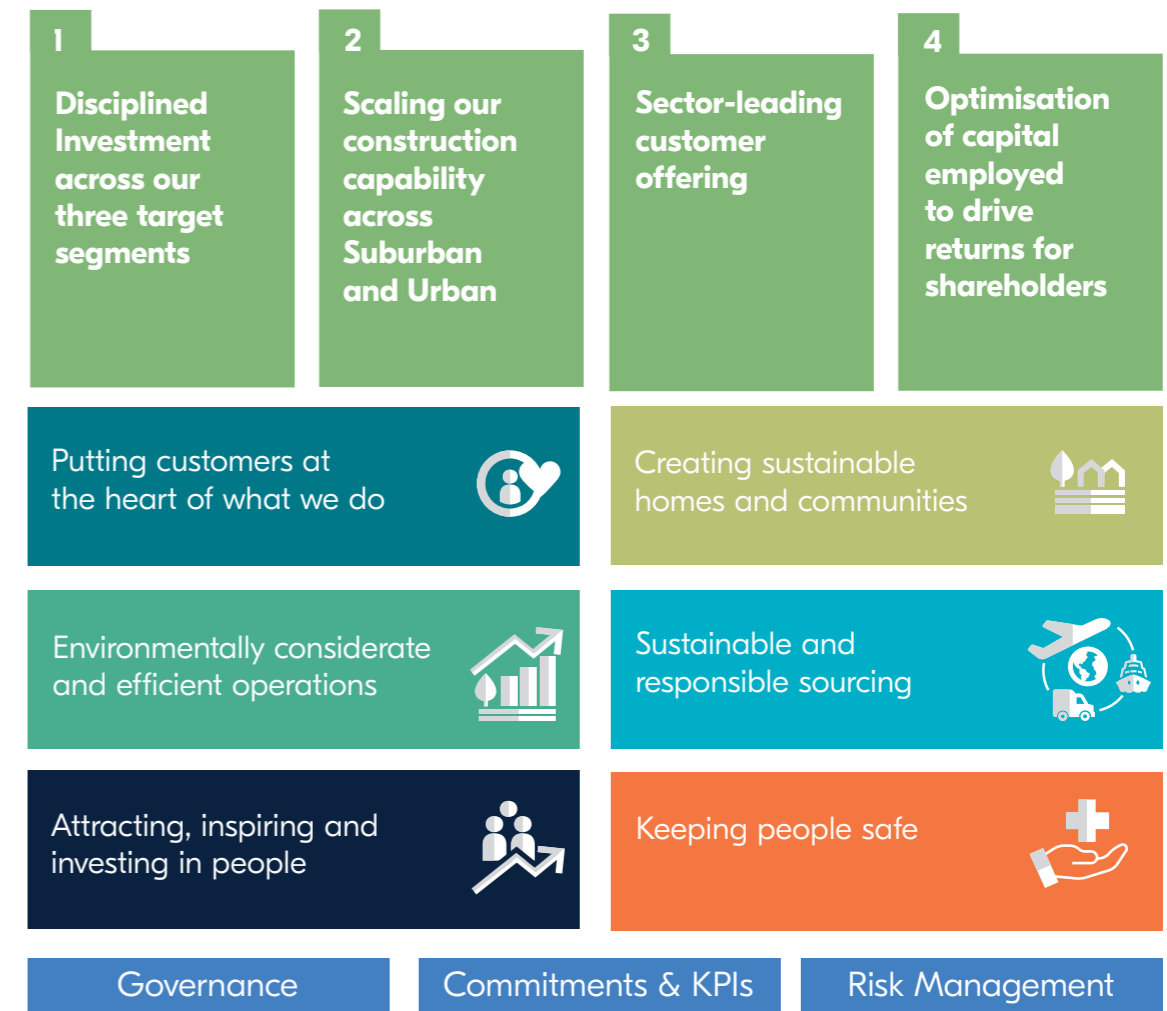 1
Disciplined
Investment
across our
three target
segments
2
Scaling our
construction
capability
across
Suburban
and Urban
3
Sector-leading
customer
offering
4
Optimisation
of capital
employed
to drive
returns for
shareholders
Putting customers at
the heart of what we do
Creating sustainable
homes and communities
Environmentally considerate
and efficient operations
Sustainable and
responsible sourcing
Attracting, inspiring and
investing in people
Keeping people safe
Governance
Commitments & KPIs
Risk Management